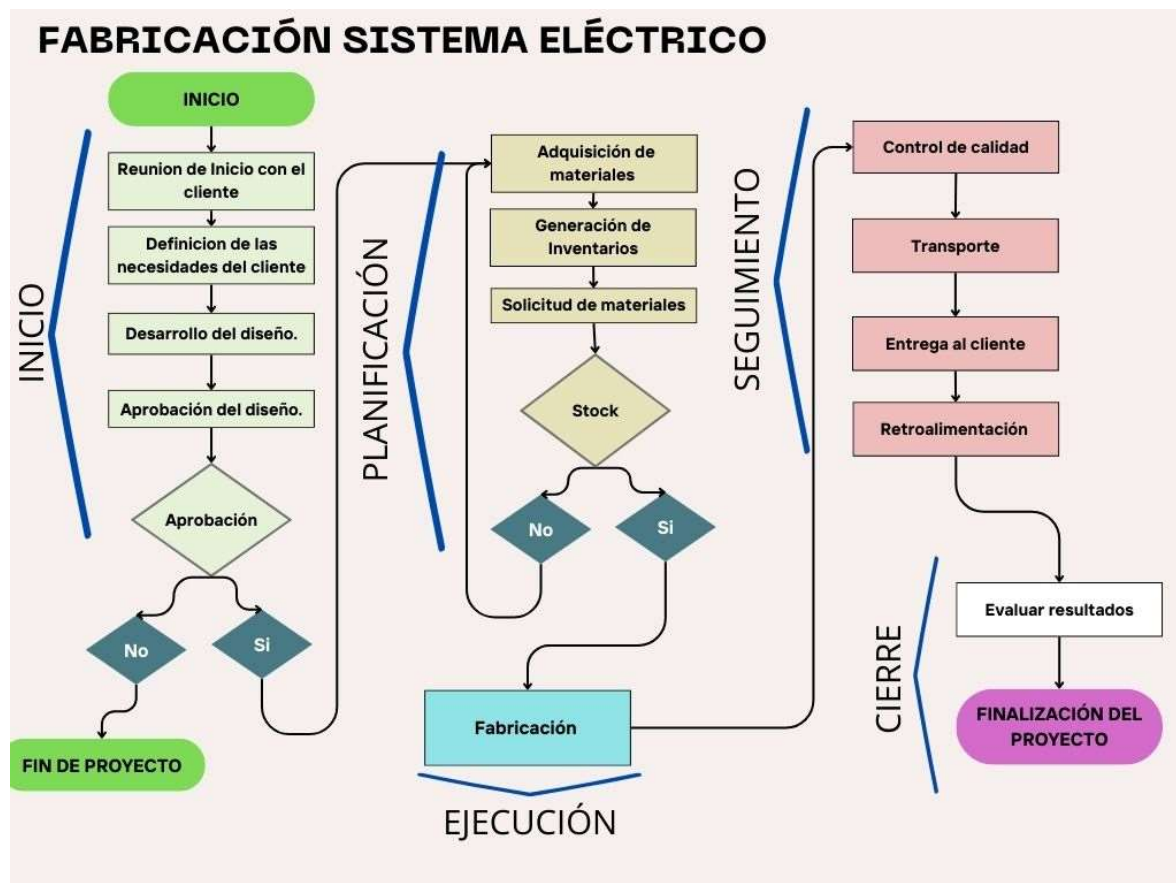 FABRICACIÓN SISTEMA ELÉCTRICO
INICIO
INICIO
Reunion de Inicio con el
cliente
Definicion de las
necesidades del cliente
Desarrollo del diseño.
Aprobación del diseño.
Aprobación
No
Si
FIN DE PROYECTO
PLANIFICACIÓN
Adquisición de
materiales
Generación de
Inventarios
Solicitud de materiales
Stock
No
Si
Fabricación
EJECUCIÓN
SEGUIMIENTO
Control de calidad
Transporte
Entrega al cliente
Retroalimentación
CIERRE
Evaluar resultados
FINALIZACIÓN DEL
PROYECTO